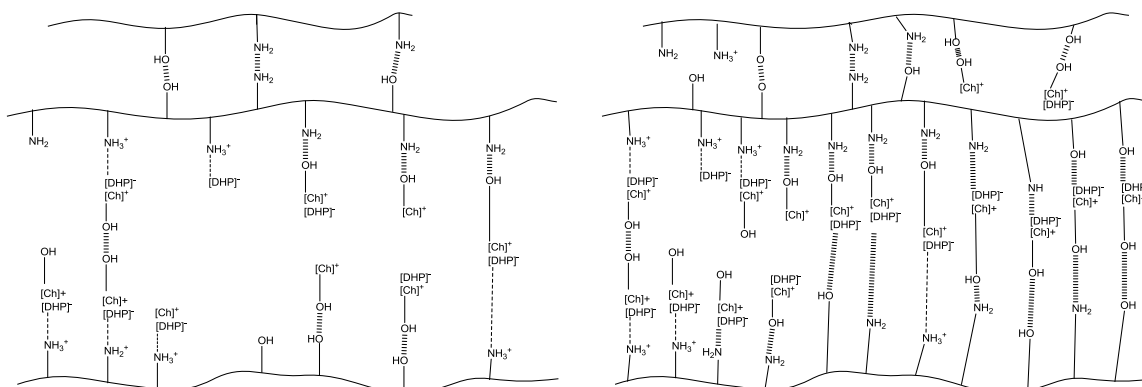 HO
OH
NH₂
NH₂
NH₂
HO
NH₂
NH₃⁺
[DHP]⁻
[Ch]⁺
OH
OH
[Ch]+
[DHP]⁻
NH₂⁺
NH₃⁺
[DHP]⁻
NH₂
OH
[Ch]⁺
[DHP]⁻
NH₂
OH
[Ch]⁺
NH₂
OH
[Ch]⁺
[DHP]⁻
NH₃⁺
OH
[Ch]+
[DHP]⁻
NH₃⁺
[Ch]⁺
[DHP]⁻
NH₃⁺
OH
[Ch]⁺
OH
HO
[DHP]⁻
[Ch]⁺
OH
HO
NH₂
NH₃⁺
O
O
NH₂
NH₂
NH₂
OH
HO
OH
[Ch]⁺
OH
OH
[Ch]⁺
[DHP]⁻
OH
NH₃⁺
[DHP]⁻
[Ch]⁺
OH
OH
[Ch]+
[DHP]⁻
NH₃⁺
NH₃⁺
[DHP]⁻
NH₃⁺
[DHP]⁻
[Ch]⁺
OH
NH₂
OH
[Ch]⁺
NH₂
OH
[Ch]⁺
[DHP]⁻
HO
NH₂
OH
[Ch]⁺
[DHP]⁻
NH₂
NH₂
OH
[Ch]⁺
[DHP]⁻
NH₃⁺
NH₂
[DHP]⁻
[Ch]+
HO
NH₂
NH
[DHP]⁻
[Ch]+
OH
HO
OH
[DHP]⁻
[Ch]+
OH
NH₂
OH
[DHP
[Ch]
OH
OH
OH
[Ch]+
[DHP]⁻
NH₃⁺
OH
[Ch]+
[DHP]⁻
H₂N
[DHP]⁻
[Ch]⁺
OH
NH₂